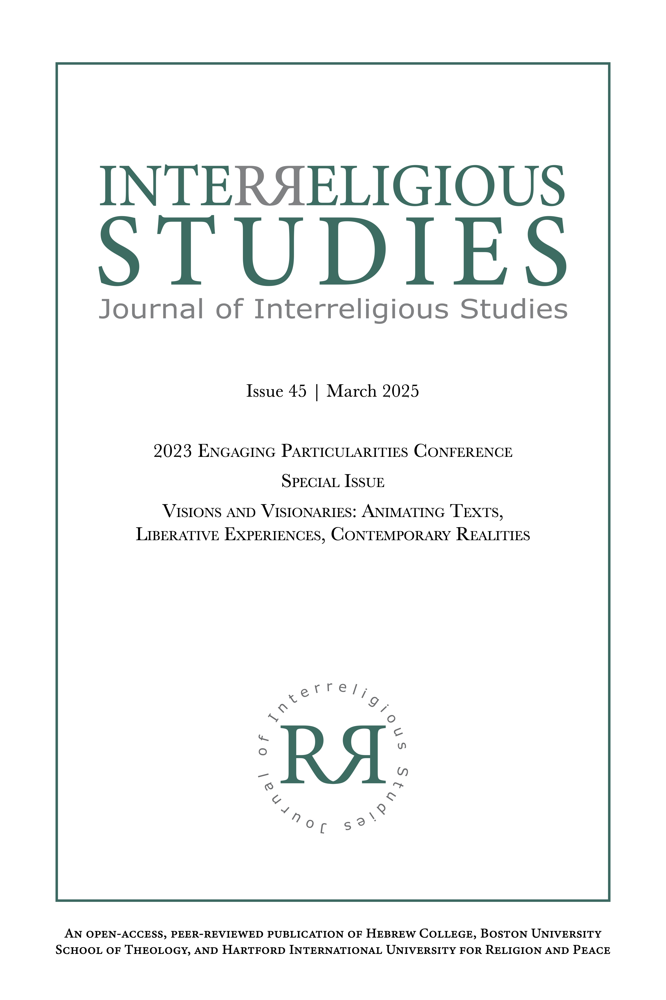 INTERRELIGIOUS
STUDIES
Journal of Interreligious Studies
Issue 45 | March 2025
2023 Engaging Particularities Conference
Special Issue
Visions and Visionaries: Animating Texts,
Liberative Experiences, Contemporary Realities
Journal of Interreligious Studies
RR
An open-access, peer-reviewed publication of Hebrew College, Boston University
School of Theology, and Hartford International University for Religion and Peace